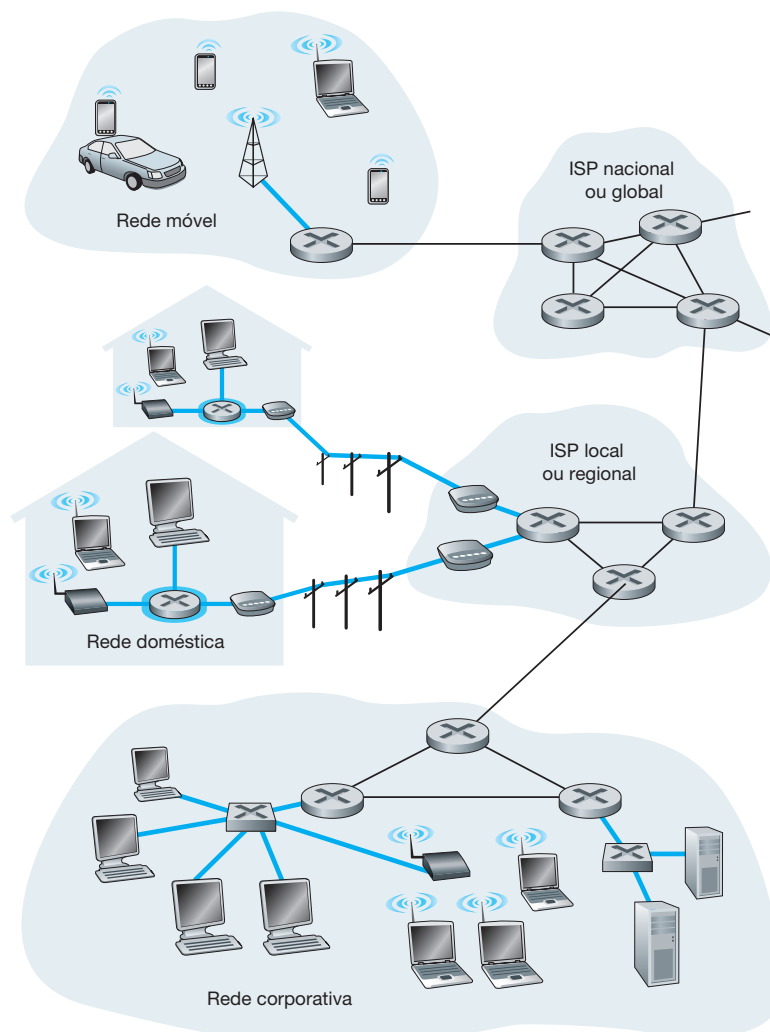 ISP nacional
ou global
Rede móvel
ISP local
ou regional
Rede doméstica
Rede corporativa